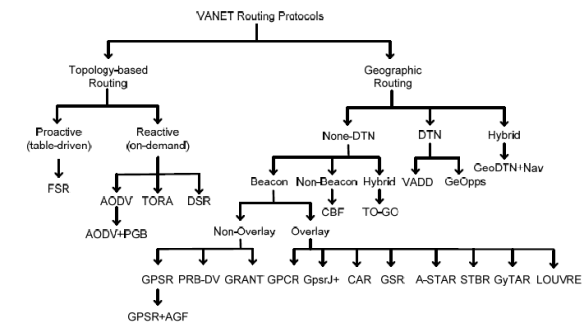 VANET Routing Protocols
Topology-based
Routing
Geographic
Routing
Proactive
(table-driven)
Reactive
(on-demand)
None-DTN
DTN
Hybrid
FSR
AODV
TORA
DSR
AODV+PGB
Beacon
Non-Beacon
Hybrid
VADD
GeOpps
GeoDTN+Nav
CBF
TO-GO
Non-Overlay
Overlay
GPSR
PRB-DV
GRANT
GPCR
GpsrJ+
CAR
GSR
A-STAR
STBR
GyTAR
LOUVRE
GPSR+AGF